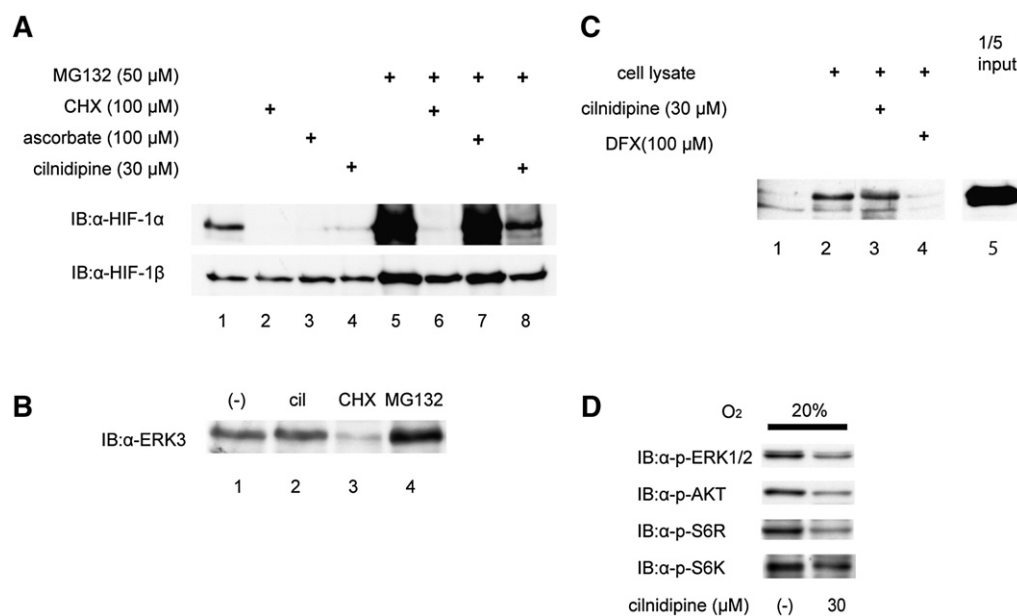 A
MG132 (50 µM) + + + +
CHX (100 µM) + +
ascorbate (100 µM) + +
cilnidipine (30 µM) + +
IB:α-HIF-1α
IB:α-HIF-1β
1 2 3 4 5 6 7 8
B
(-) cil CHX MG132
IB:α-ERK3
1 2 3 4
C
1/5
input
cell lysate + + +
cilnidipine (30 µM) +
DFX(100 µM) +
1 2 3 4 5
D
O₂ 20%
IB:α-p-ERK1/2
IB:α-p-AKT
IB:α-p-S6R
IB:α-p-S6K
cilnidipine (µM) (-) 30